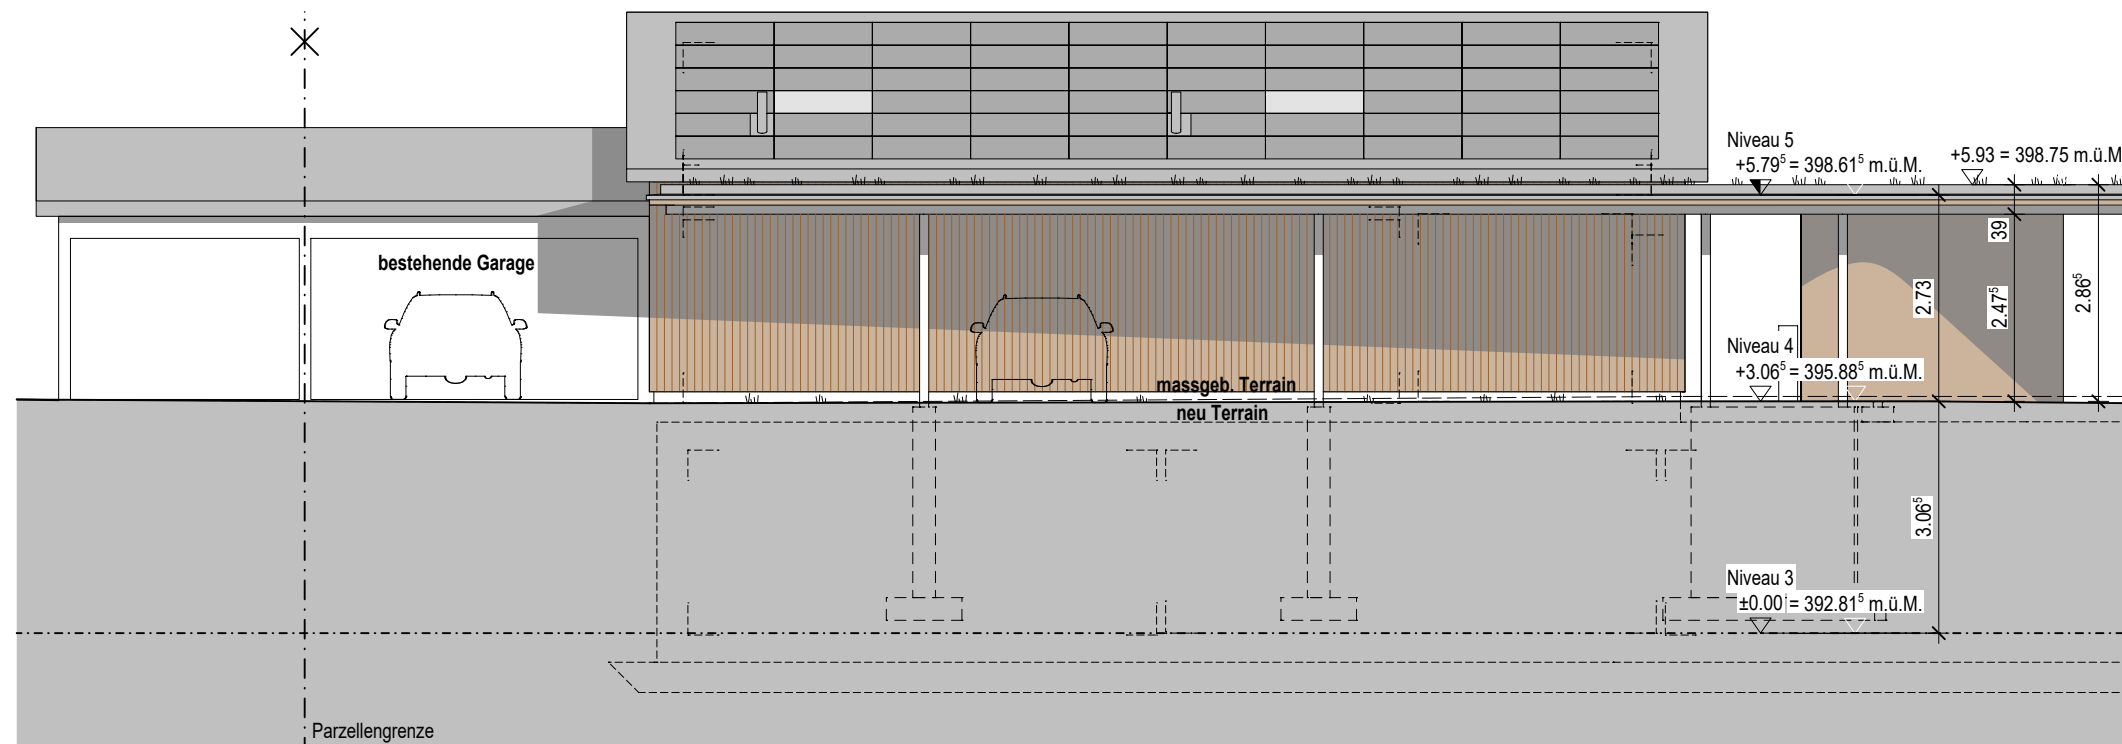 Niveau 5
+5.79⁵ = 398.61⁵ m.ü.M.
+5.93 = 398.75 m.ü.M
bestehende Garage
39
2.73
2.47⁵
2.86⁵
Niveau 4
+3.06⁵ = 395.88⁵ m.ü.M.
massgeb. Terrain
neu Terrain
3.06⁵
Niveau 3
±0.00 = 392.81⁵ m.ü.M.
Parzellengrenze